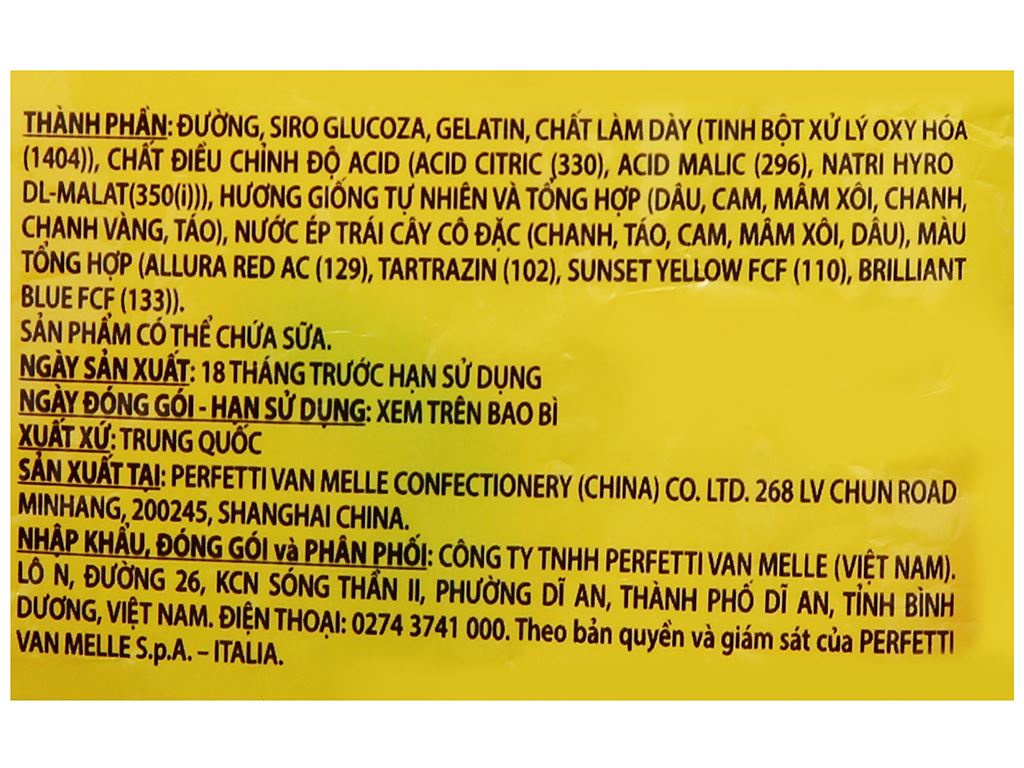 THÀNH PHẦN: ĐƯỜNG, SIRO GLUCOZA, GELATIN, CHẤT LÀM DÀY (TINH BỘT XỬ LÝ OXY HÓA
(1404)), CHẤT ĐIỀU CHỈNH ĐỘ ACID (ACID CITRIC (330), ACID MALIC (296), NATRI HYRO
DL-MALAT(350(i))), HƯƠNG GIỐNG TỰ NHIÊN VÀ TỔNG HỢP (DÂU, CAM, MÂM XÔI, CHANH,
CHANH VÀNG, TÁO), NƯỚC ÉP TRÁI CÂY CÔ ĐẶC (CHANH, TÁO, CAM, MÂM XÔI, DÂU), MÀU
TỔNG HỢP (ALLURA RED AC (129), TARTRAZIN (102), SUNSET YELLOW FCF (110), BRILLIANT
BLUE FCF (133)).
SẢN PHẨM CÓ THỂ CHỨA SỮA.
NGÀY SẢN XUẤT: 18 THÁNG TRƯỚC HẠN SỬ DỤNG
NGÀY ĐÓNG GÓI - HẠN SỬ DỤNG: XEM TRÊN BAO BÌ
XUẤT XỨ: TRUNG QUỐC
SẢN XUẤT TẠI: PERFETTI VAN MELLE CONFECTIONERY (CHINA) CO. LTD. 268 LV CHUN ROAD
MINHANG, 200245, SHANGHAI CHINA.
NHẬP KHẨU, ĐÓNG GÓI và PHÂN PHỐI: CÔNG TY TNHH PERFETTI VAN MELLE (VIỆT NAM).
LÔ N, ĐƯỜNG 26, KCN SÓNG THẦN II, PHƯỜNG DĨ AN, THÀNH PHỐ DĨ AN, TỈNH BÌNH
DƯƠNG, VIỆT NAM. ĐIỆN THOẠI: 0274 3741 000. Theo bản quyền và giám sát của PERFETTI
VAN MELLE S.p.A. – ITALIA.